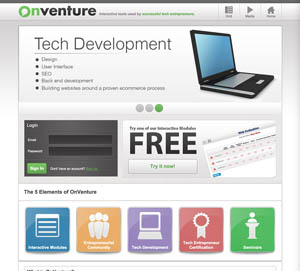 Onventure
Interactive tools used by successful tech entrepreneurs.
Unit
Media
Home
Tech Development
Design
User Interface
SEO
Back end development
Building websites around a proven ecommerce process
Login
Email
Password
Sign In
Don't have an account? Sign In
Try one of our Interactive Modules
FREE
Try it now!
The 5 Elements of OnVenture
Interactive Modules
Entrepreneurial Community
Tech Development
Tech Entrepreneur Certification
Seminars